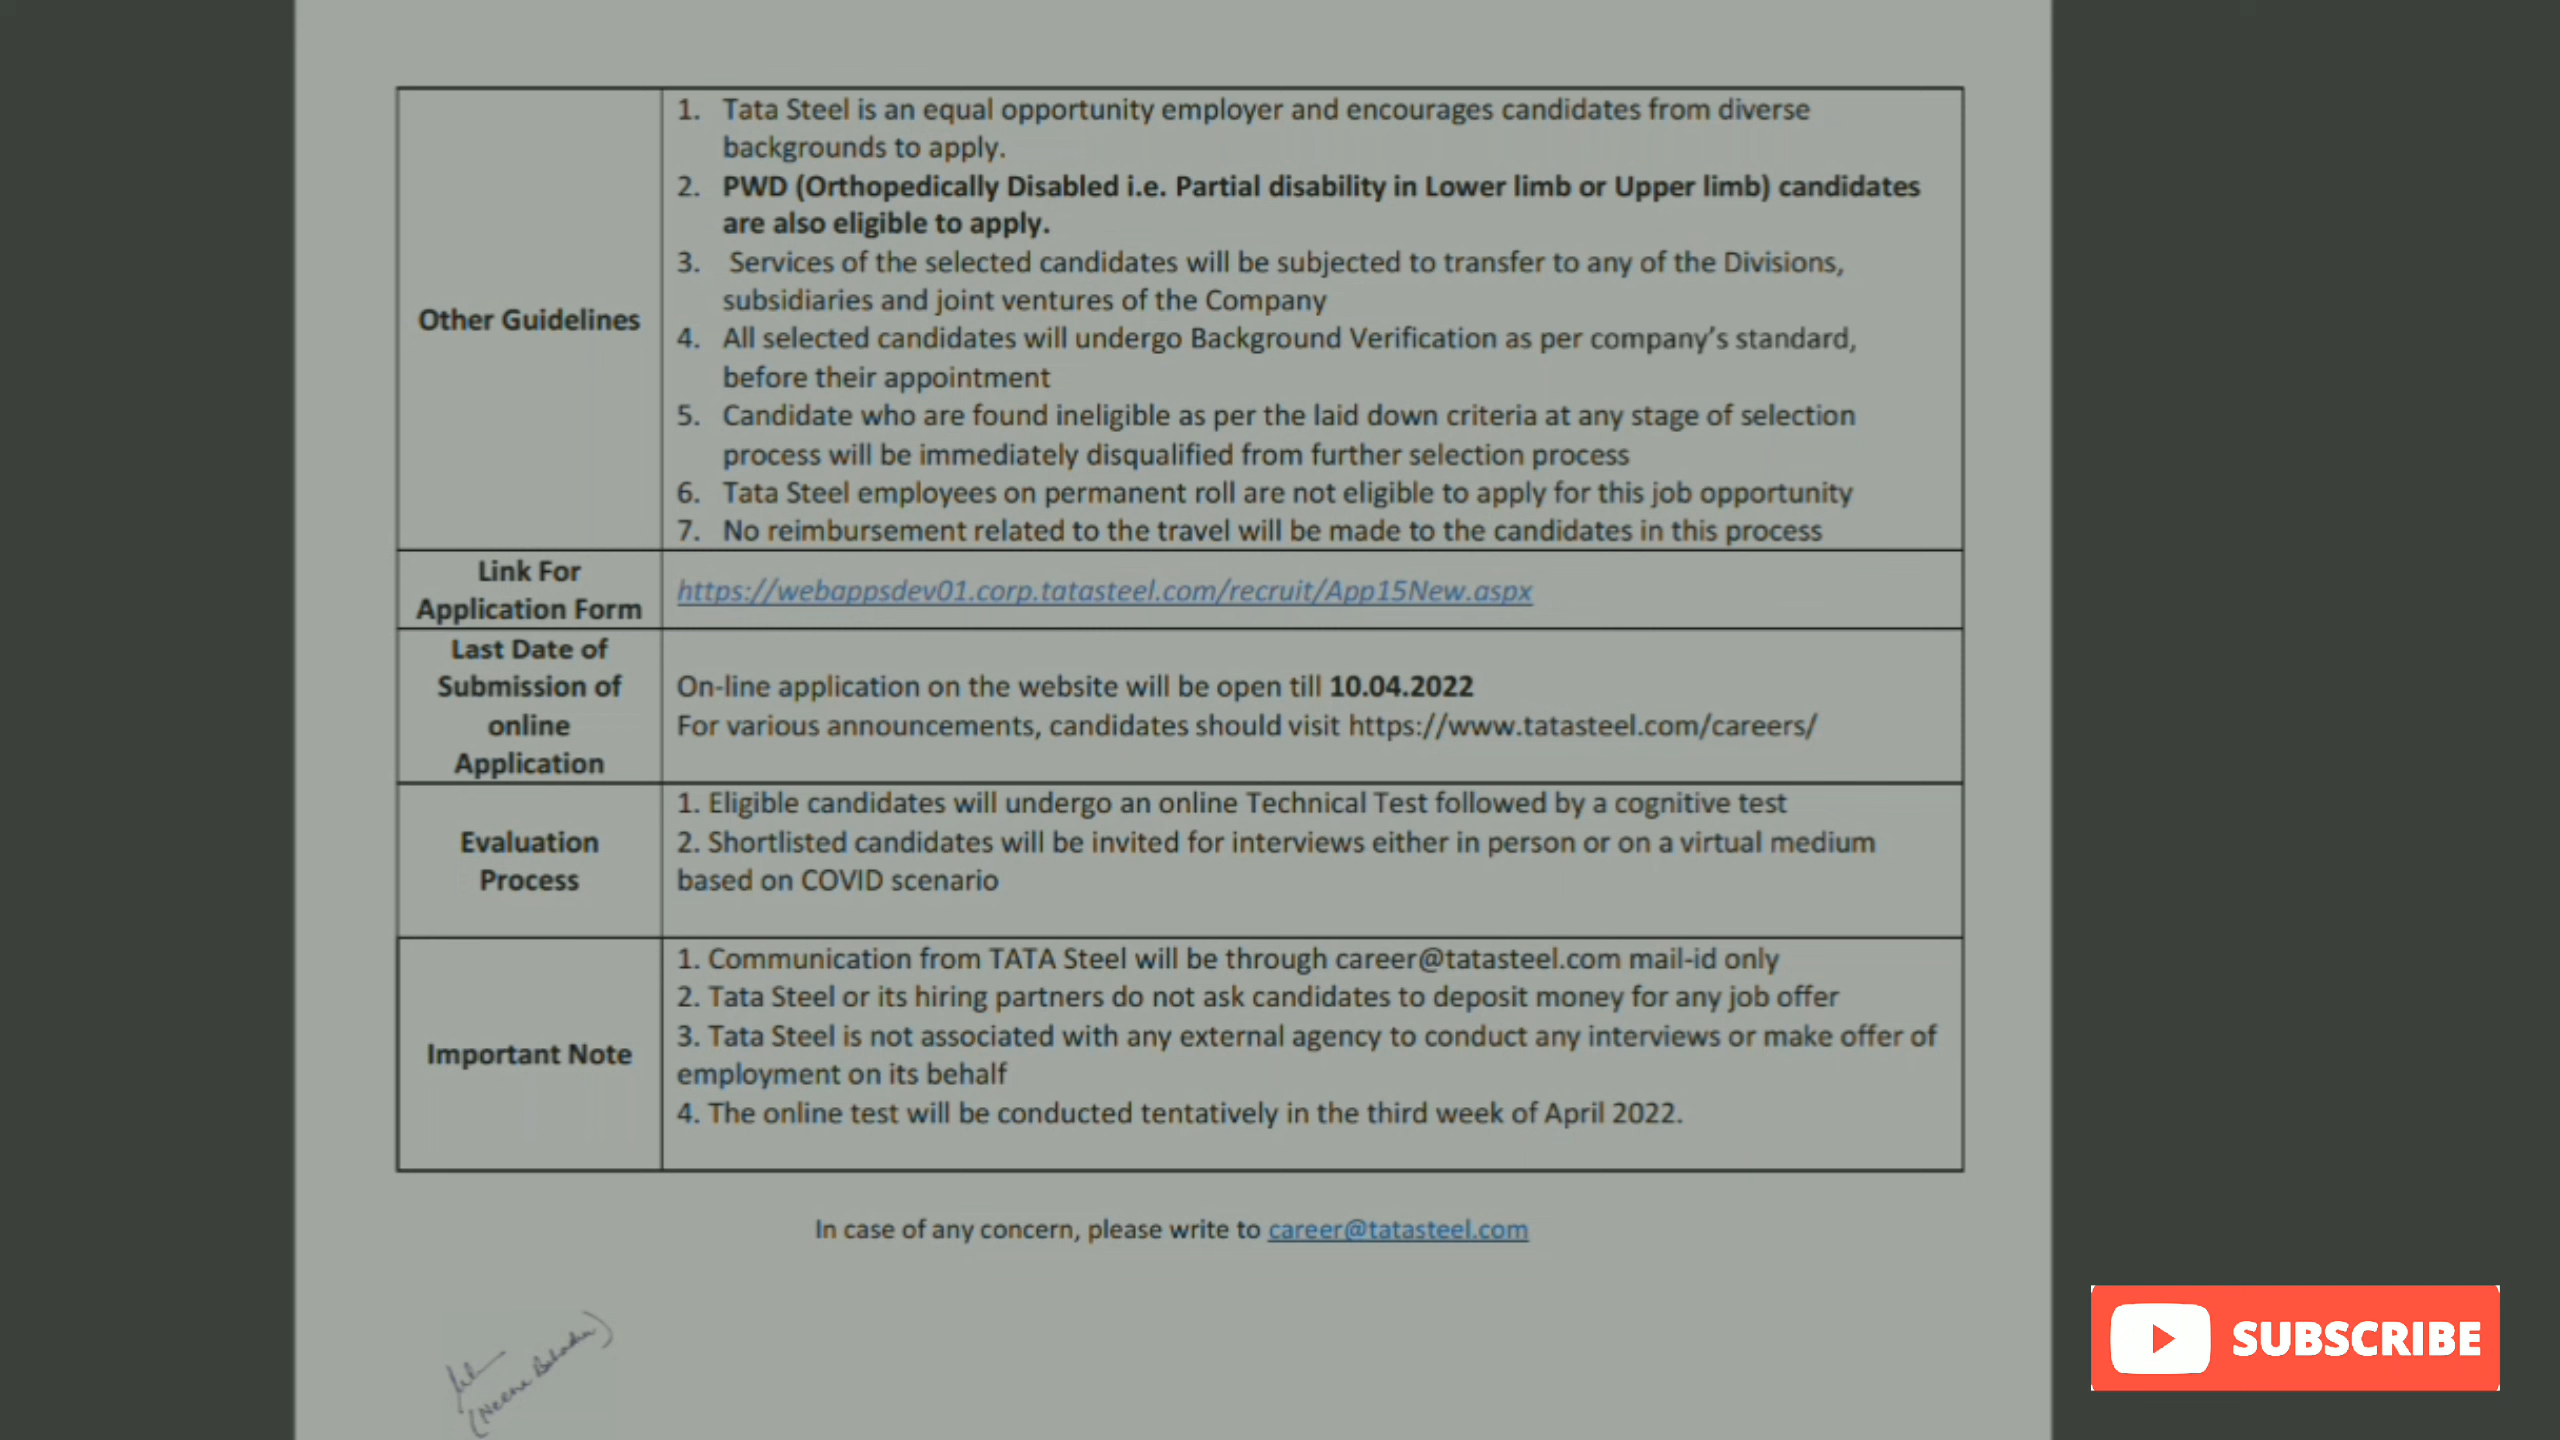 Other Guidelines
1. Tata Steel is an equal opportunity employer and encourages candidates from diverse
backgrounds to apply.
2. PWD (Orthopedically Disabled i.e. Partial disability in Lower limb or Upper limb) candidates
are also eligible to apply.
3. Services of the selected candidates will be subjected to transfer to any of the Divisions,
subsidiaries and joint ventures of the Company
4. All selected candidates will undergo Background Verification as per company's standard,
before their appointment
5. Candidate who are found ineligible as per the laid down criteria at any stage of selection
process will be immediately disqualified from further selection process
6. Tata Steel employees on permanent roll are not eligible to apply for this job opportunity
7. No reimbursement related to the travel will be made to the candidates in this process
Link For
Application Form
https://webappsdev01.corp.tatasteel.com/recruit/App15New.aspx
Last Date of
Submission of
online
Application
On-line application on the website will be open till 10.04.2022
For various announcements, candidates should visit https://www.tatasteel.com/careers/
Evaluation
Process
1. Eligible candidates will undergo an online Technical Test followed by a cognitive test
2. Shortlisted candidates will be invited for interviews either in person or on a virtual medium
based on COVID scenario
Important Note
1. Communication from TATA Steel will be through career@tatasteel.com mail-id only
2. Tata Steel or its hiring partners do not ask candidates to deposit money for any job offer
3. Tata Steel is not associated with any external agency to conduct any interviews or make offer of
employment on its behalf
4. The online test will be conducted tentatively in the third week of April 2022.
In case of any concern, please write to career@tatasteel.com
SUBSCRIBE